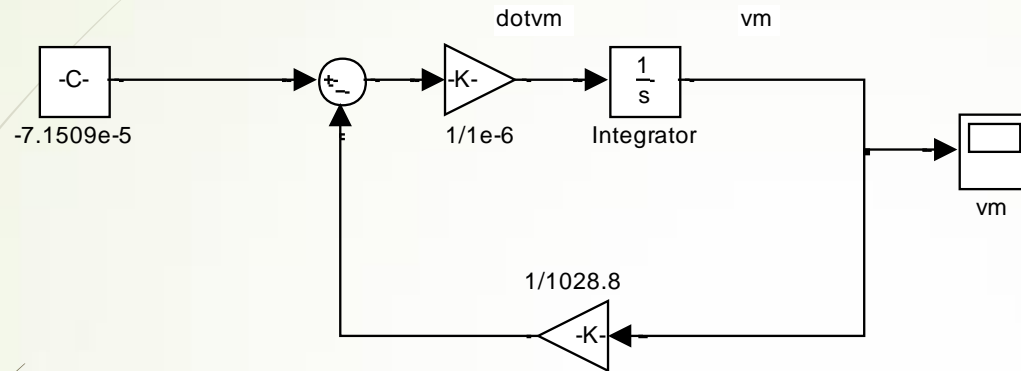 dotvm
vm
-C-
+
-
-K-
1
s
-7.1509e-5
1/1e-6
Integrator
vm
1/1028.8
-K-